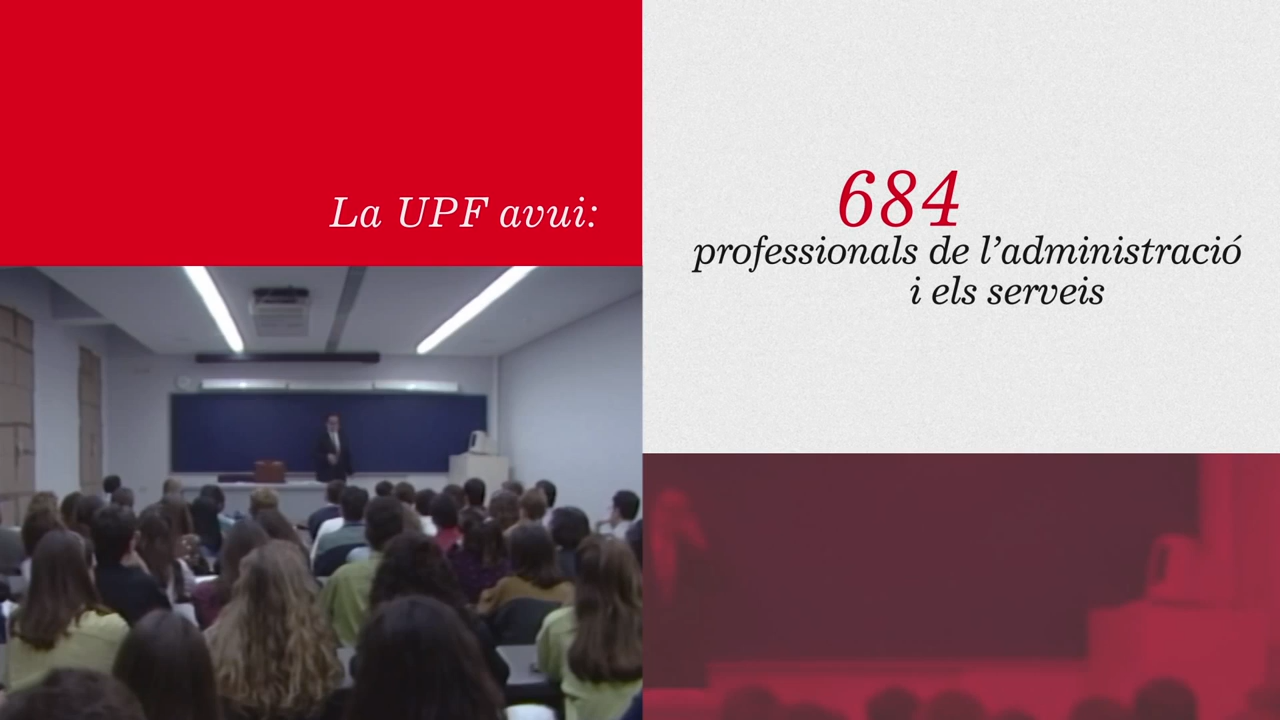 La UPF avui:
684
professionals de l’administració
i els serveis